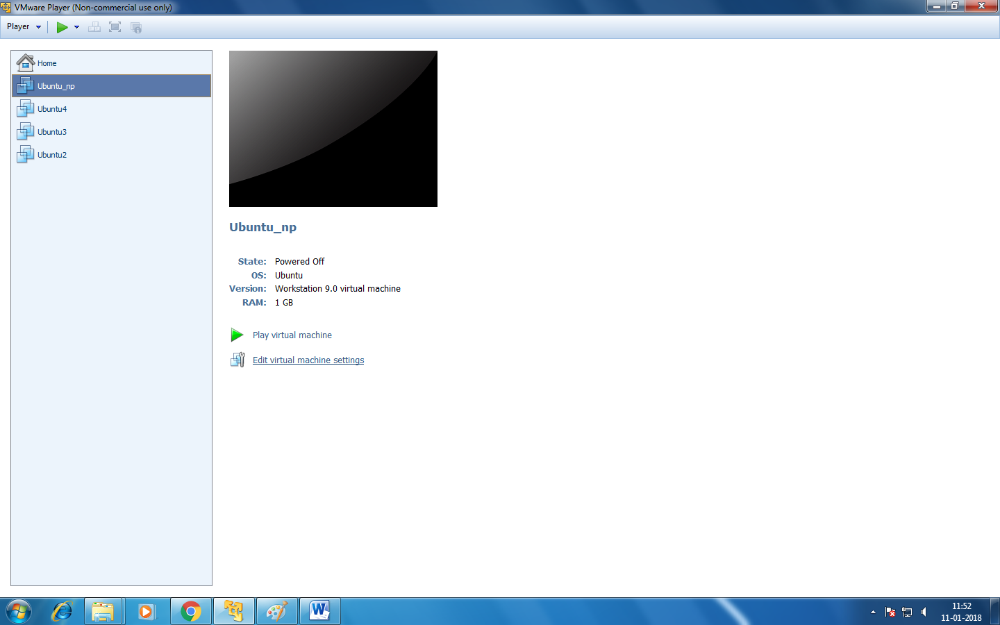 VMware Player (Non-commercial use only)
Player
Home
Ubuntu_np
Ubuntu4
Ubuntu3
Ubuntu2
Ubuntu_np
State: Powered Off
OS: Ubuntu
Version: Workstation 9.0 virtual machine
RAM: 1 GB
Play virtual machine
Edit virtual machine settings
W
11:52
11-01-2018